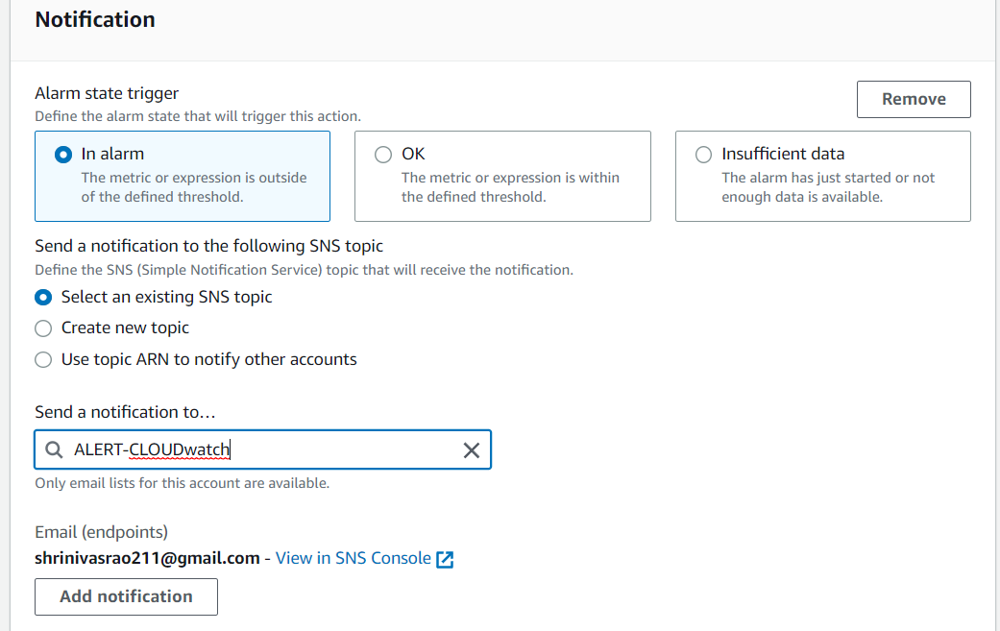 Notification
Alarm state trigger
Define the alarm state that will trigger this action.
Remove
In alarm
The metric or expression is outside
of the defined threshold.
OK
The metric or expression is within
the defined threshold.
Insufficient data
The alarm has just started or not
enough data is available.
Send a notification to the following SNS topic
Define the SNS (Simple Notification Service) topic that will receive the notification.
Select an existing SNS topic
Create new topic
Use topic ARN to notify other accounts
Send a notification to…
ALERT-CLOUDwatch
Only email lists for this account are available.
Email (endpoints)
shrinivasrao211@gmail.com - View in SNS Console
Add notification